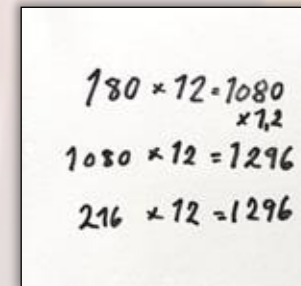 180 × 12 = 1080
× 1,2
1080 × 12 = 1296
216 × 12 = 1296